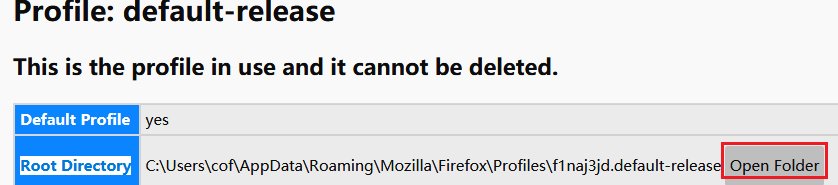 Profile: default-release
This is the profile in use and it cannot be deleted.
Default Profile yes
Root Directory C:\Users\cof\AppData\Roaming\Mozilla\Firefox\Profiles\f1naj3jd.default-release Open Folder